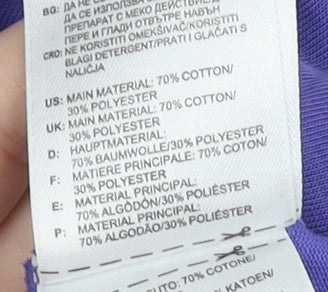 BG: ДА НЕ
ДА СЕ ИЗПОЛЗВА
ПРЕПАРАТ С МЕКО ДЕЙСТВИЕ/ДА
ПЕРЕ И ГЛАДИ ОТВЪТРЕ НАВЪН
CRO: NE KORISTITI OMEKŠIVAČ/KORISTITI
BLAGI DETERGENT/PRATI I GLAČATI S
NALIČJA
US: MAIN MATERIAL: 70% COTTON/
30% POLYESTER
UK: MAIN MATERIAL: 70% COTTON/
30% POLYESTER
D: HAUPTMATERIAL:
70% BAUMWOLLE/30% POLYESTER
F: MATIERE PRINCIPALE: 70% COTON/
30% POLYESTER
E: MATERIAL PRINCIPAL:
70% ALGODÓN/30% POLIÉSTER
P: MATERIAL PRINCIPAL:
70% ALGODÃO/30% POLIÉSTER
70% COTONE/
KATOEN/